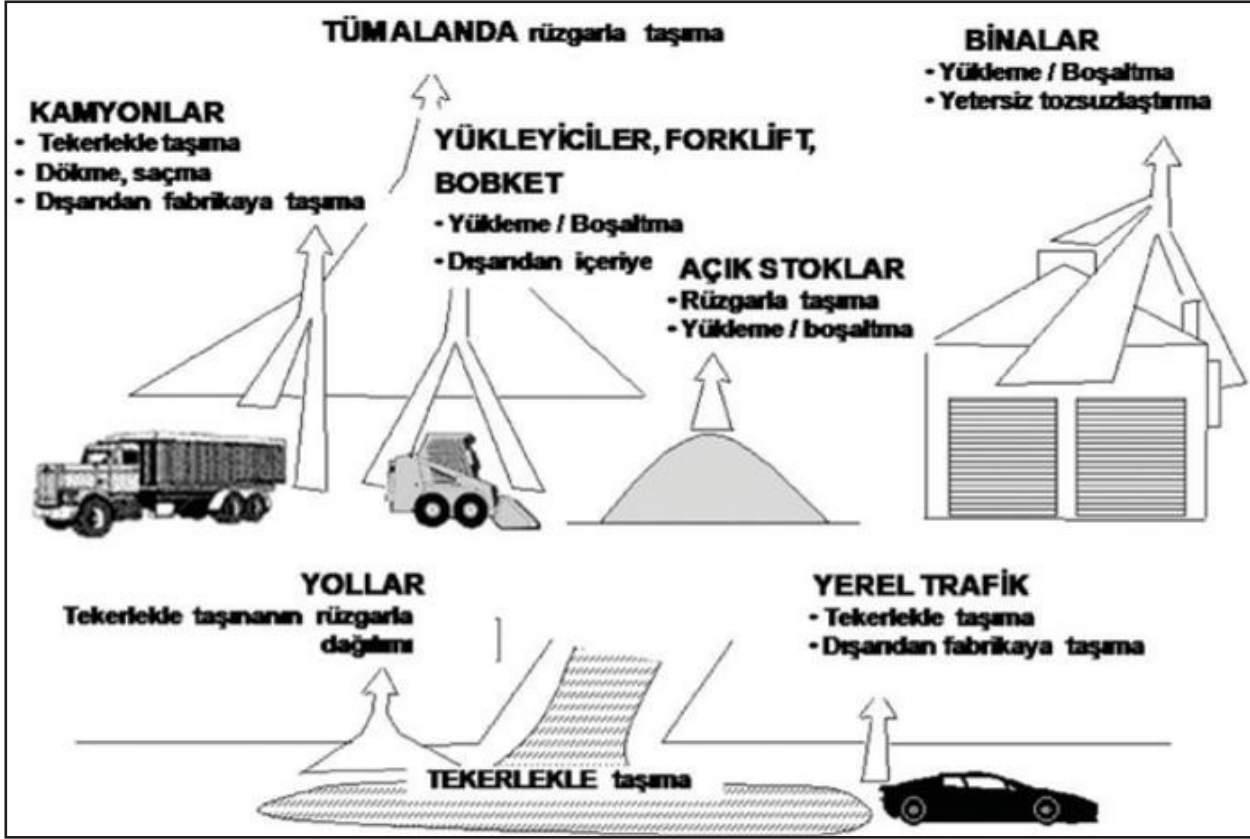 TÜM ALANDA rüzgarla taşıma
KAMYONLAR
• Tekerlekle taşıma
• Dökme, saçma
• Dışarıdan fabrikaya taşıma
YÜKLEYİCİLER, FORKLİFT,
BOBKET
• Yükleme / Boşaltma
• Dışarıdan içeriye
AÇIK STOKLAR
• Rüzgarla taşıma
• Yükleme / boşaltma
BİNALAR
• Yükleme / Boşaltma
• Yetersiz tozsuzlaştırma
YOLLAR
Tekerlekle taşınanın rüzgarla
dağılımı
YEREL TRAFİK
• Tekerlekle taşıma
• Dışarıdan fabrikaya taşıma
TEKERLEKLE taşıma